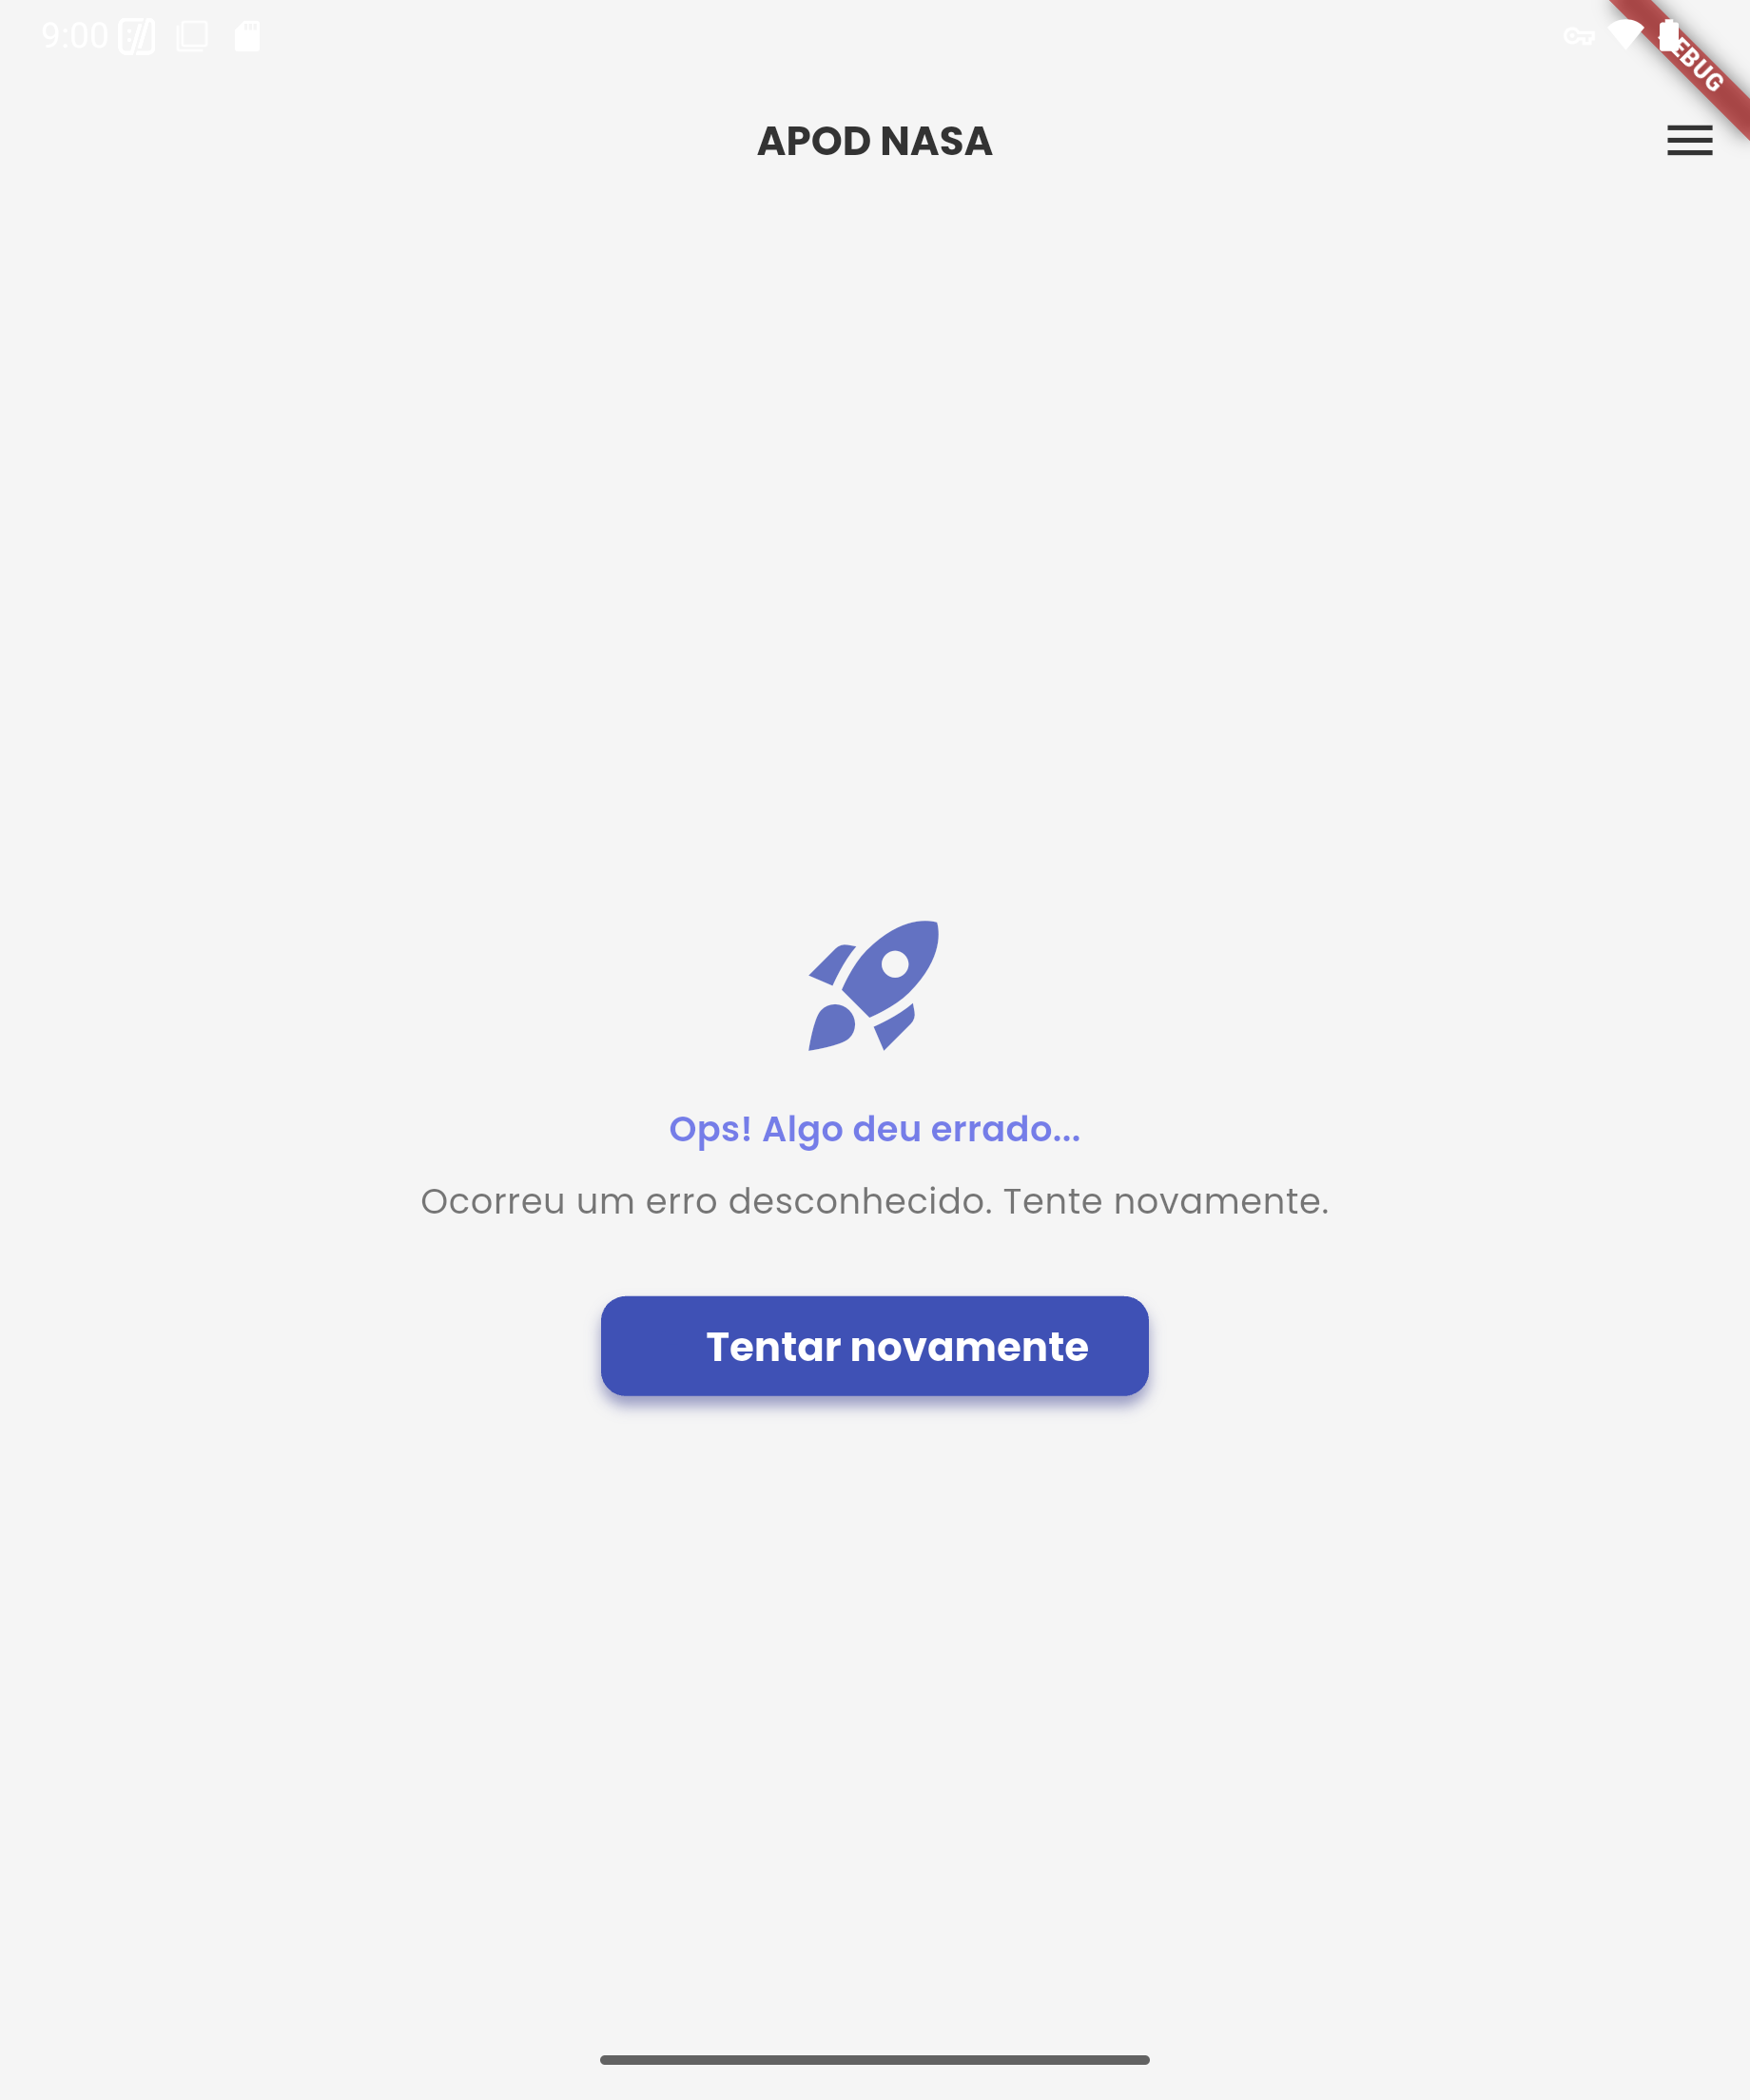 9:00
EBUG
APOD NASA
Ops! Algo deu errado...
Ocorreu um erro desconhecido. Tente novamente.
Tentar novamente